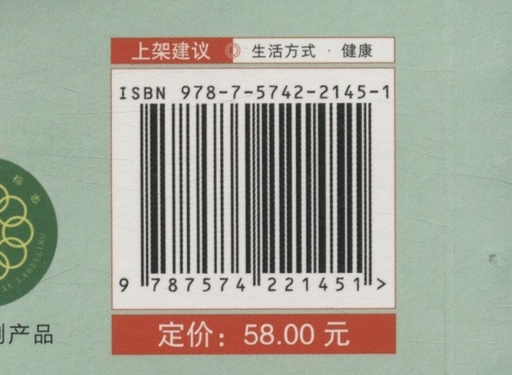 上架建议 ◎ 生活方式 · 健康
ISBN 978-7-5742-2145-1
9 787574 221451 >
定价：58.00 元
产品